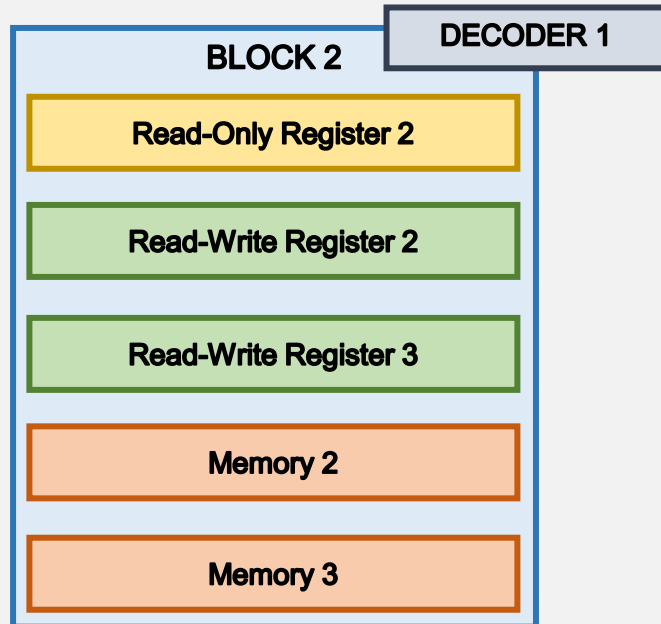 DECODER 1
BLOCK 2
Read-Only Register 2
Read-Write Register 2
Read-Write Register 3
Memory 2
Memory 3